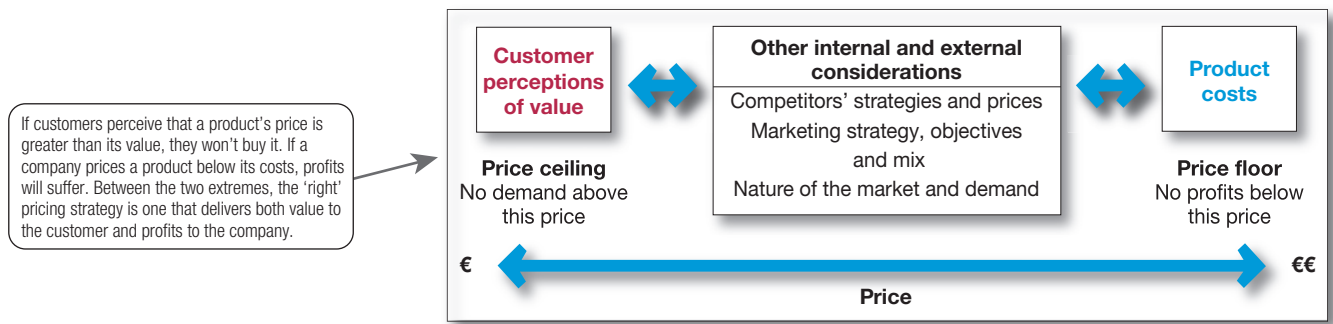 If customers perceive that a product's price is
greater than its value, they won't buy it. If a
company prices a product below its costs, profits
will suffer. Between the two extremes, the 'right'
pricing strategy is one that delivers both value to
the customer and profits to the company.
Customer
perceptions
of value
Price ceiling
No demand above
this price
Other internal and external
considerations
Competitors' strategies and prices
Marketing strategy, objectives
and mix
Nature of the market and demand
Product
costs
Price floor
No profits below
this price
€
€€
Price